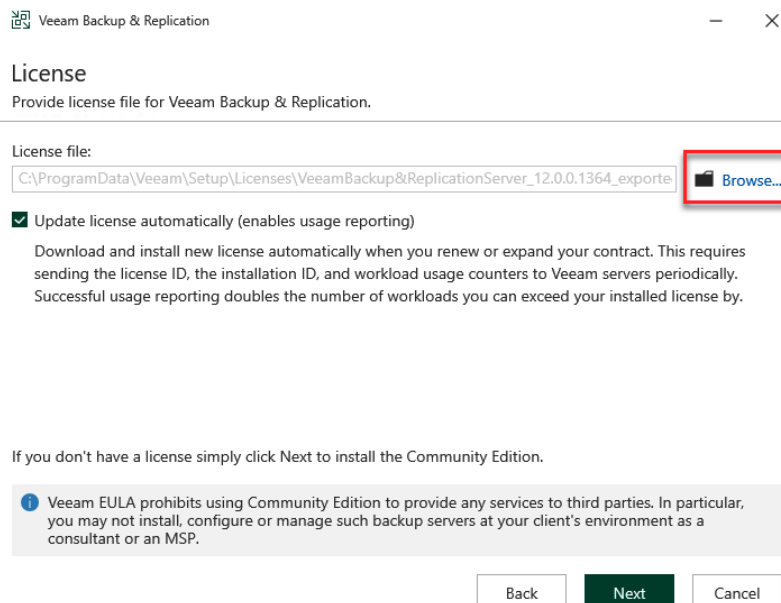 Veeam Backup & Replication
License
Provide license file for Veeam Backup & Replication.
License file:
C:\ProgramData\Veeam\Setup\Licenses\VeeamBackup&ReplicationServer_12.0.0.1364_exporte
Browse...
Update license automatically (enables usage reporting)
Download and install new license automatically when you renew or expand your contract. This requires
sending the license ID, the installation ID, and workload usage counters to Veeam servers periodically.
Successful usage reporting doubles the number of workloads you can exceed your installed license by.
If you don't have a license simply click Next to install the Community Edition.
Veeam EULA prohibits using Community Edition to provide any services to third parties. In particular,
you may not install, configure or manage such backup servers at your client's environment as a
consultant or an MSP.
Back
Next
Cancel